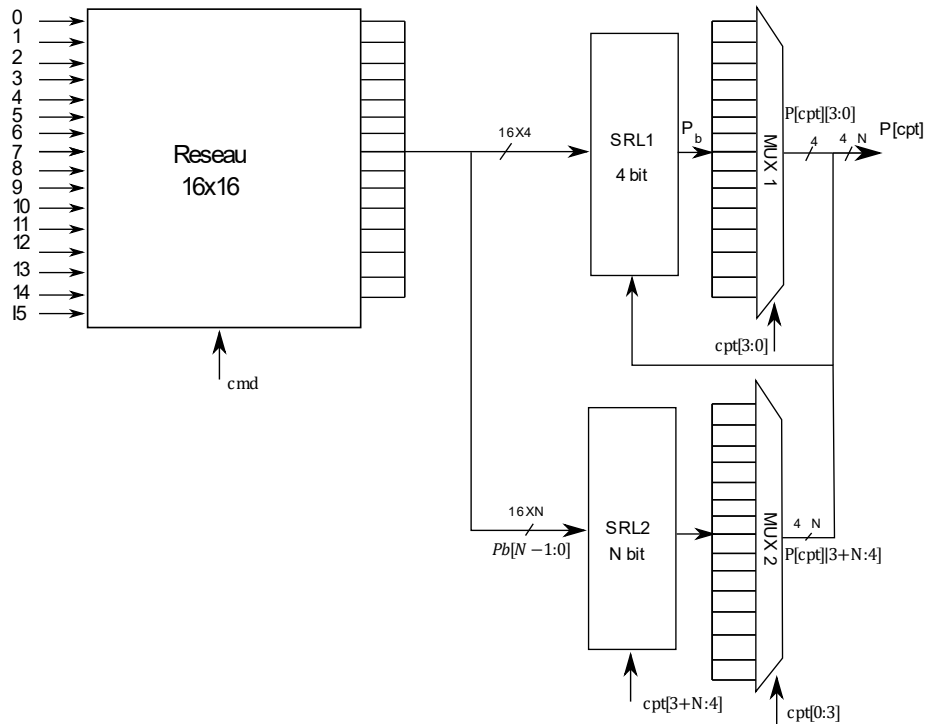 0
1
2
3
4
5
6
7
8
9
10
11
12
13
14
I5
Reseau
16x16
cmd
16X4
SRL1
4 bit
P b
MUX 1
P[cpt][3:0]
4
4 N
P[cpt]
cpt[3:0]
16XN
Pb[N −1:0]
SRL2
N bit
cpt[3+N:4]
MUX 2
4 N
P[cpt]|3+N:4]
cpt[0:3]